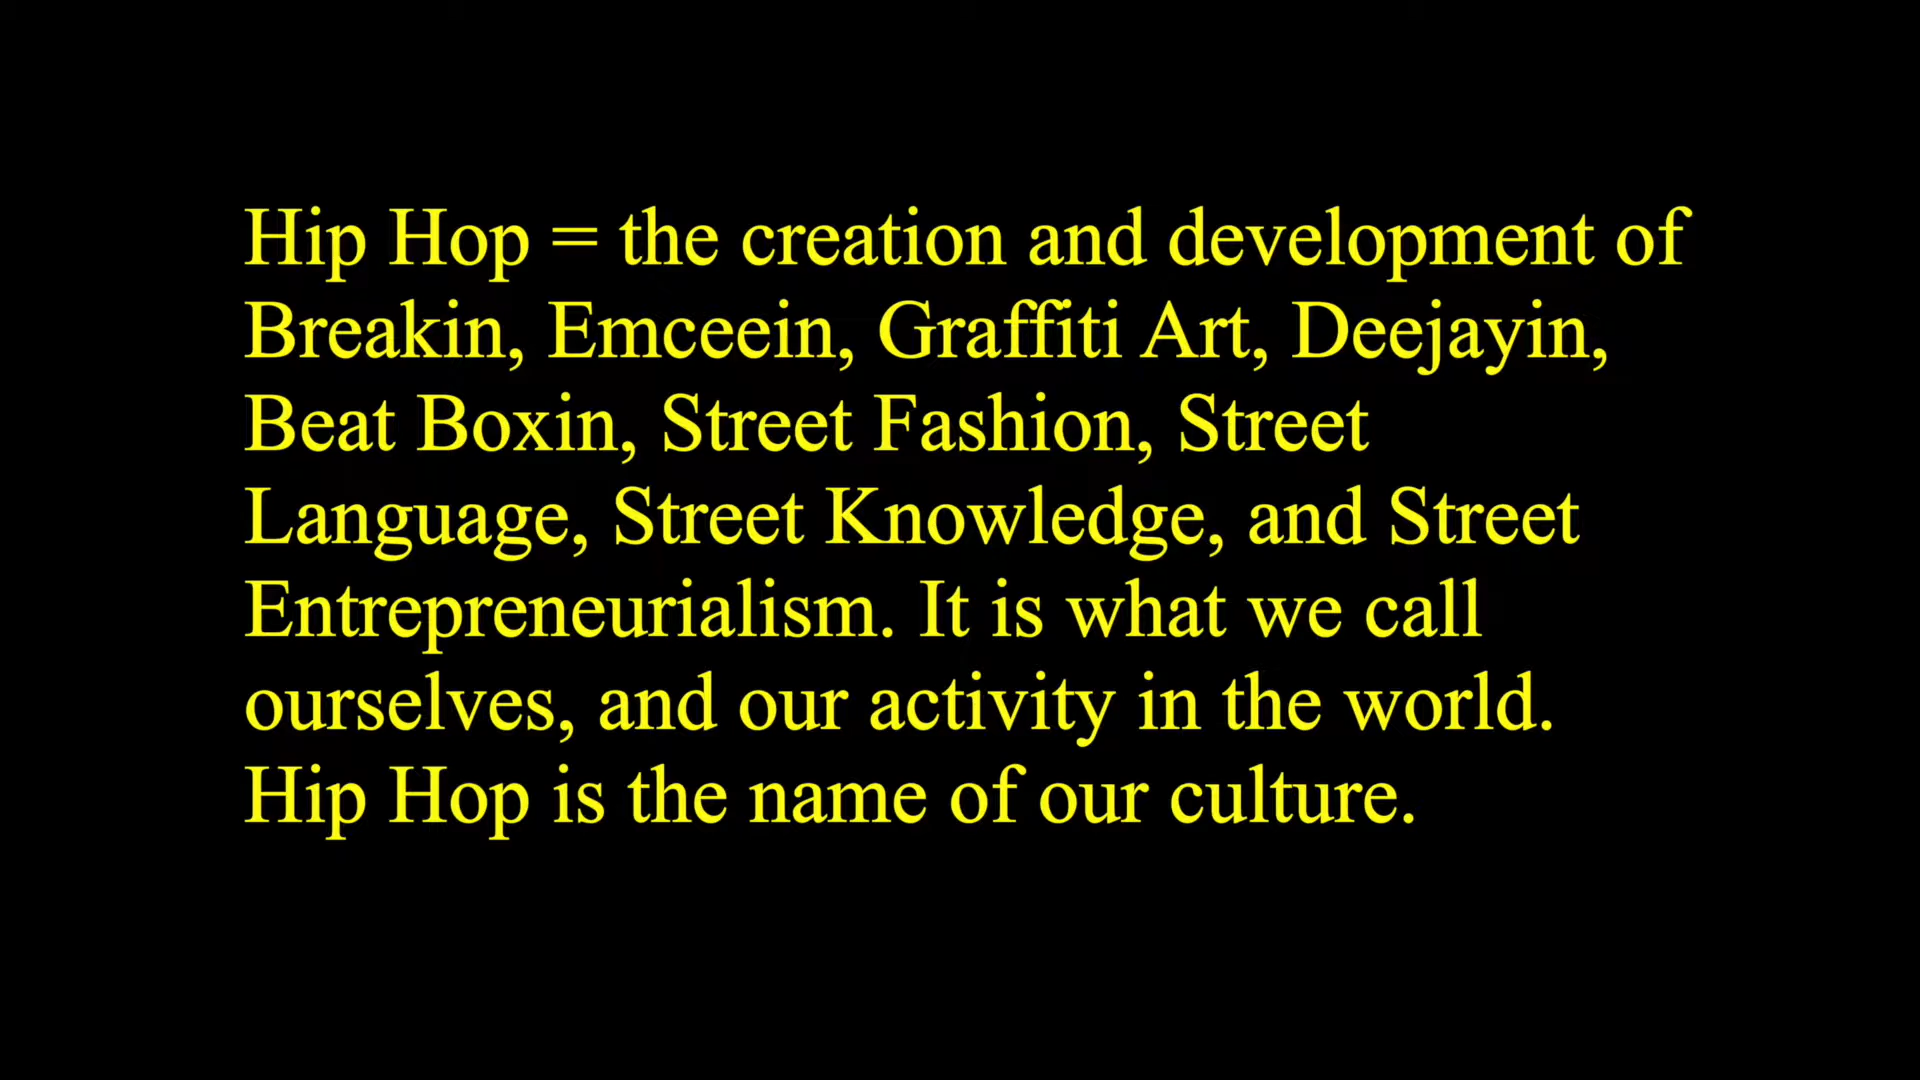 Hip Hop = the creation and development of
Breakin, Emceein, Graffiti Art, Deejayin,
Beat Boxin, Street Fashion, Street
Language, Street Knowledge, and Street
Entrepreneurialism. It is what we call
ourselves, and our activity in the world.
Hip Hop is the name of our culture.